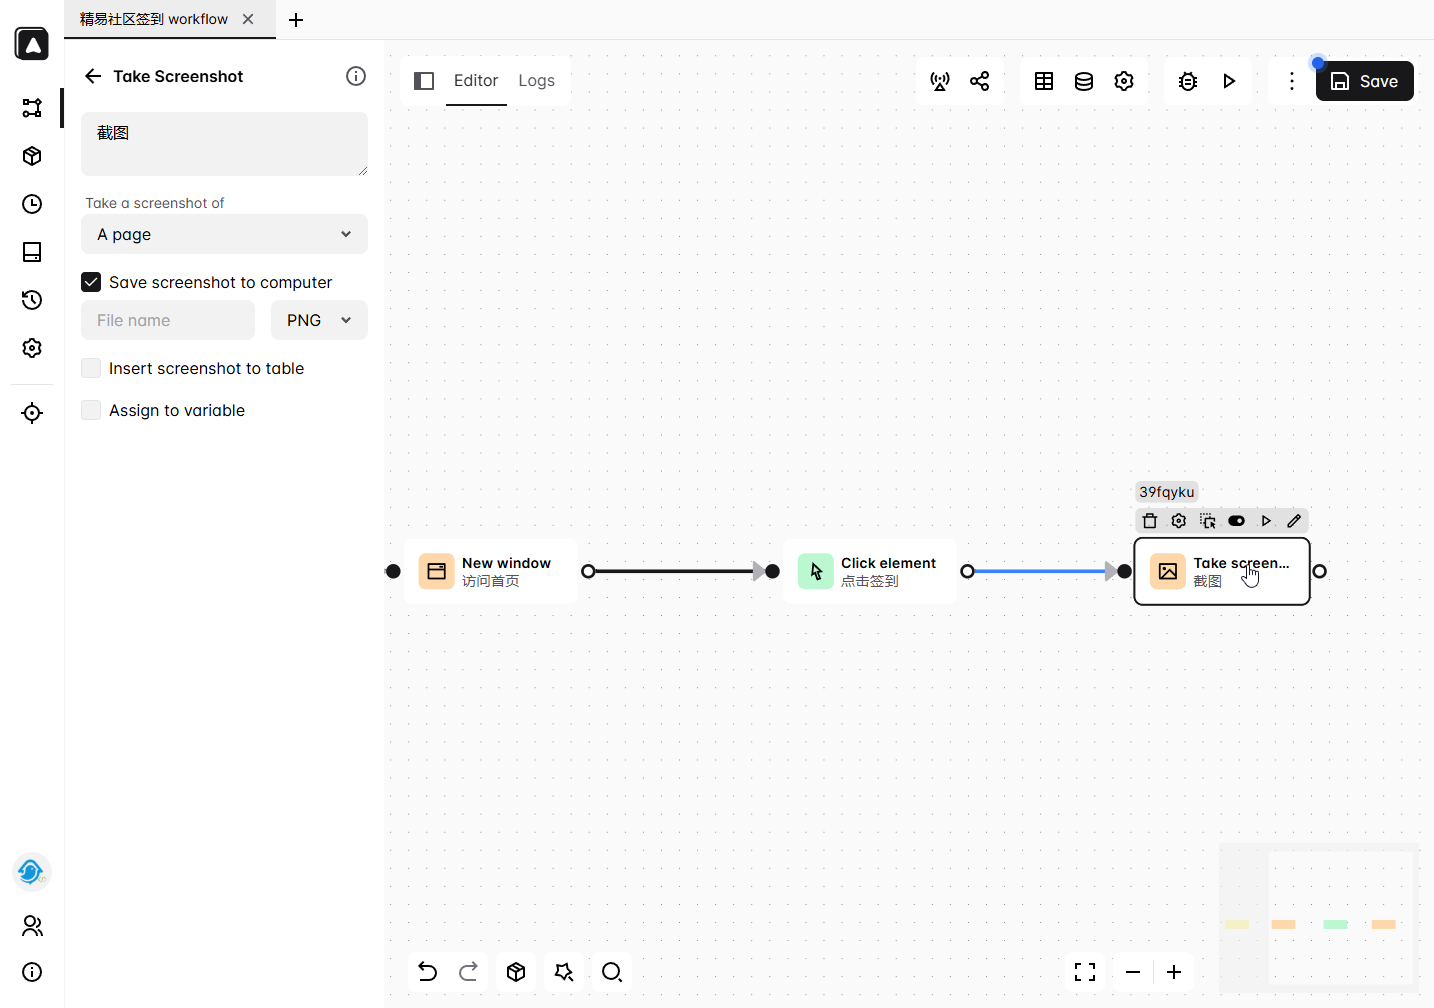 精易社区签到 workflow
Take Screenshot
截图
Take a screenshot of
A page
Save screenshot to computer
File name
PNG
Insert screenshot to table
Assign to variable
Editor
Logs
Save
39fqyku
New window
访问首页
Click element
点击签到
Take screen...
截图